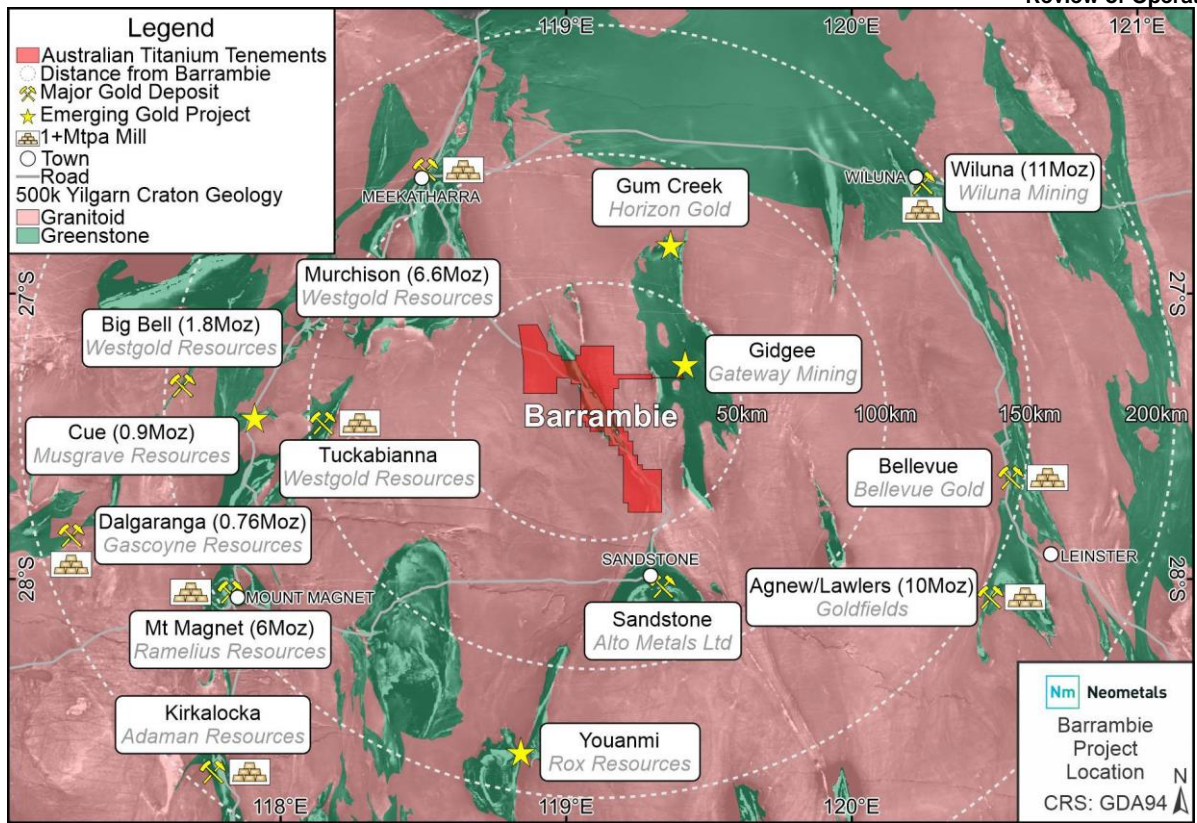 Review of Operat
119°E
120°E
121°E
Legend
Australian Titanium Tenements
Distance from Barrambie
Major Gold Deposit
Emerging Gold Project
1+Mtpa Mill
Town
Road
500k Yilgarn Craton Geology
Granitoid
Greenstone
MEEKATHARRA
Gum Creek
Horizon Gold
WILUNA
Wiluna (11Moz)
Wiluna Mining
27°S
27°S
Murchison (6.6Moz)
Westgold Resources
Big Bell (1.8Moz)
Westgold Resources
Gidgee
Gateway Mining
Barrambie
50km
100km
150km
200km
Cue (0.9Moz)
Musgrave Resources
Tuckabianna
Westgold Resources
Bellevue
Bellevue Gold
Dalgaranga (0.76Moz)
Gascoyne Resources
SANDSTONE
LEINSTER
28°S
28°S
MOUNT MAGNET
Agnew/Lawlers (10Moz)
Goldfields
Mt Magnet (6Moz)
Ramelius Resources
Sandstone
Alto Metals Ltd
Kirkalocka
Adaman Resources
Youanmi
Rox Resources
Nm Neometals
Barrambie
Project
Location
CRS: GDA94
N
118°E
119°E
120°E